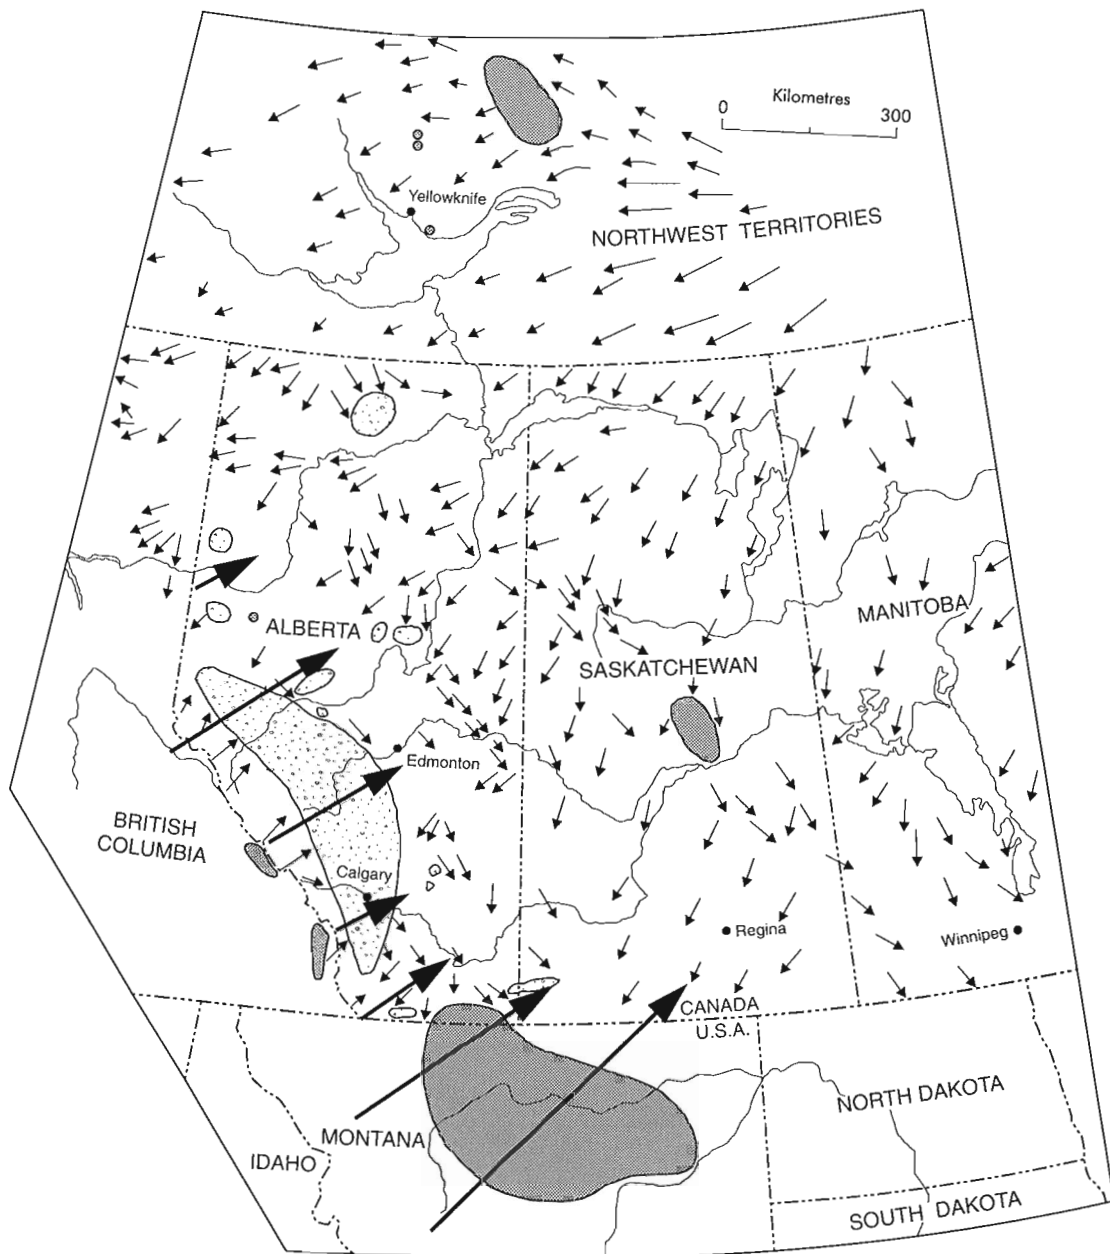 Kilometres
0
300
Yellowknife
NORTHWEST TERRITORIES
ALBERTA
MANITOBA
SASKATCHEWAN
Edmonton
BRITISH
COLUMBIA
Calgary
Regina
Winnipeg
CANADA
U.S.A.
NORTH DAKOTA
MONTANA
IDAHO
SOUTH DAKOTA